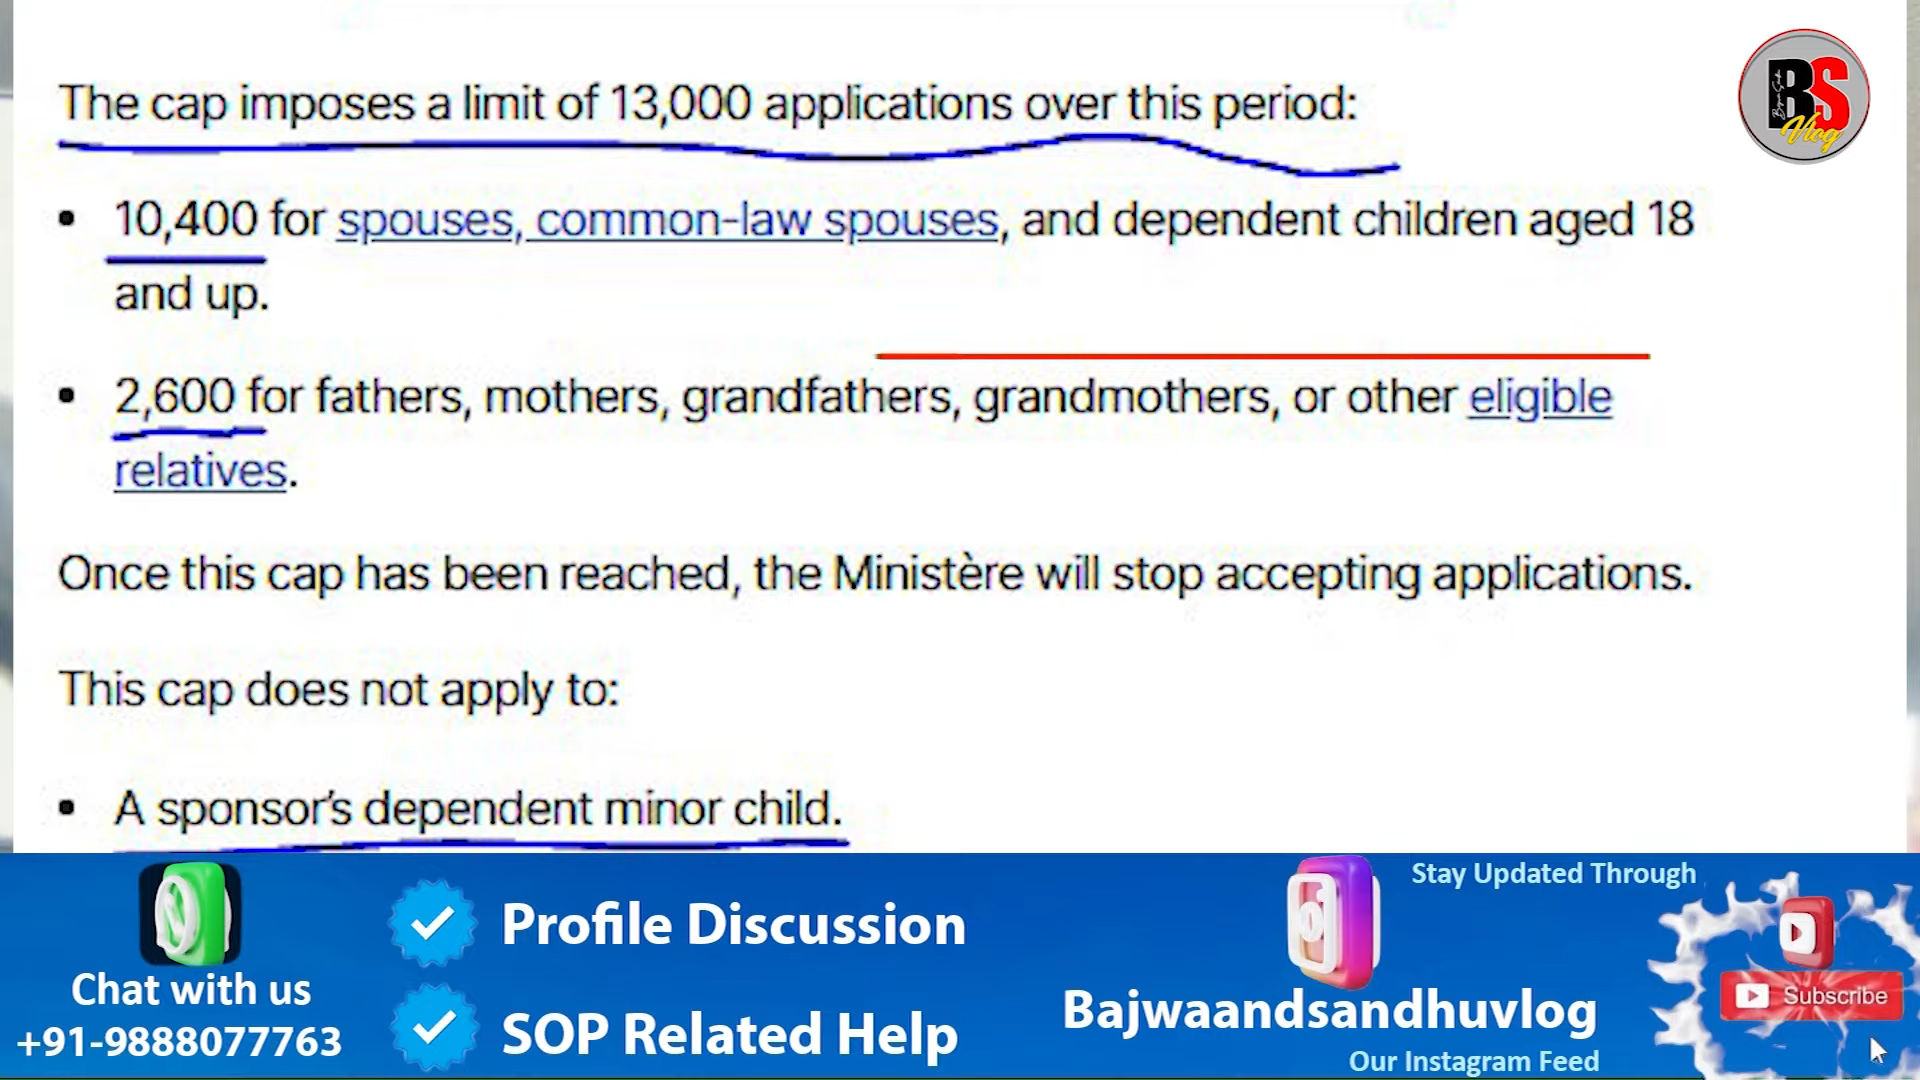 The cap imposes a limit of 13,000 applications over this period:
BS
Vlog
• 10,400 for spouses, common-law spouses, and dependent children aged 18
and up.
• 2,600 for fathers, mothers, grandfathers, grandmothers, or other eligible
relatives.
Once this cap has been reached, the Ministère will stop accepting applications.
This cap does not apply to:
• A sponsor's dependent minor child.
Chat with us
+91-9888077763
Profile Discussion
SOP Related Help
Stay Updated Through
Bajwaandsandhuvlog
Our Instagram Feed
Subscribe